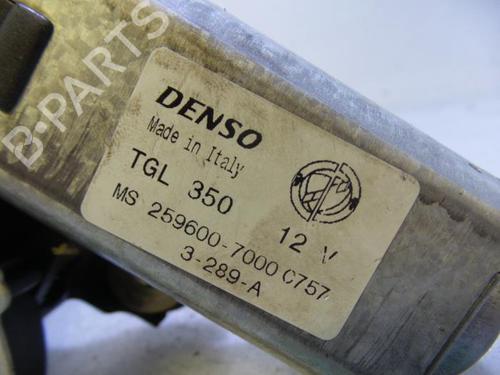 B-PARTS
DENSO
Made in Italy
TGL 350
12 V
MS 259600-7000 C757
3-289-A